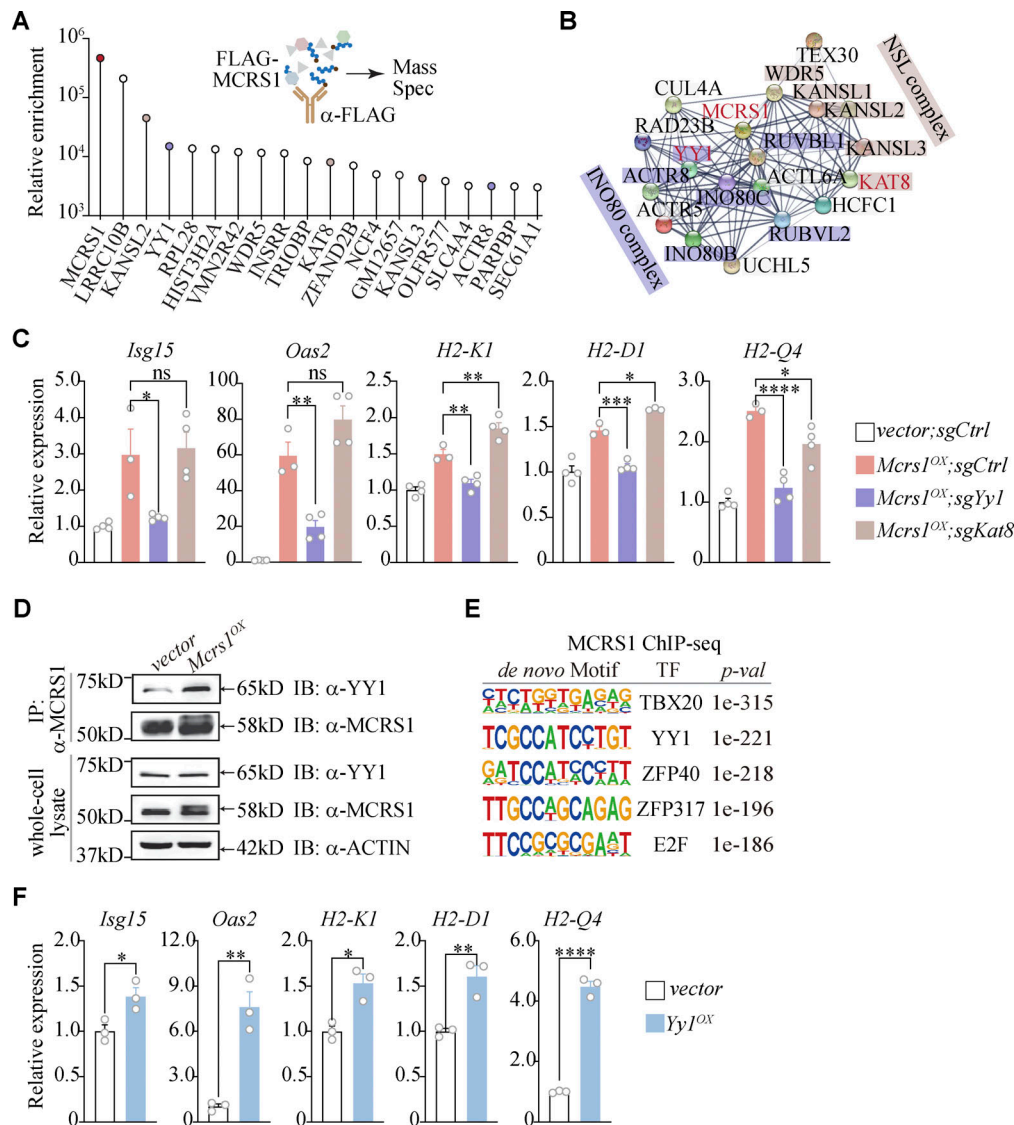 A
Relative enrichment
10⁶
10⁵
10⁴
10³
FLAG-
MCRS1
Mass
Spec
α-FLAG
MCRS1
LRRC10B
KANSL2
YY1
RPL28
HIST3H2A
VMN2R42
WDR5
INSRR
TRIOBP
KAT8
ZFAND2B
NCF4
GM12657
KANSL3
OLFR577
SLC4A4
ACTR8
PARPBP
SEC61A1
B
TEX30
NSL complex
WDR5
KANSL1
CUL4A
KANSL2
MCRS1
RAD23B
RUVBL1
KANSL3
YY1
ACTR8
ACTL6A
KAT8
INO80C
ACTR5
HCFC1
INO80 complex
RUBVL2
INO80B
UCHL5
C
Isg15
Oas2
H2-K1
H2-D1
H2-Q4
Relative expression
ns
*
5.0
4.0
3.0
2.0
1.0
0
ns
**
100
80
60
40
20
0
**
**
2.5
2.0
1.5
1.0
0.5
0
*
***
2.0
1.5
1.0
0.5
0
*
****
3.0
2.0
1.0
0
vector;sgCtrl
Mcrs1ᴼˣ;sgCtrl
Mcrs1ᴼˣ;sgYy1
Mcrs1ᴼˣ;sgKat8
D
vector
Mcrs1ᴼˣ
IP:
α-MCRS1
75kD
65kD IB: α-YY1
50kD
58kD IB: α-MCRS1
whole-cell
lysate
75kD
65kD IB: α-YY1
50kD
58kD IB: α-MCRS1
37kD
42kD IB: α-ACTIN
E
MCRS1 ChIP-seq
de novo Motif TF p-val
CTCTGGTGAGAG TBX20 1e-315
TCGCCATCCTGT YY1 1e-221
GATCCATCCCTT ZFP40 1e-218
TTGCCAGCAGAG ZFP317 1e-196
TTCCGCGCGAAT E2F 1e-186
F
Isg15
Oas2
H2-K1
H2-D1
H2-Q4
Relative expression
*
2.0
1.5
1.0
0.5
0
**
12.0
9.0
6.0
3.0
0
*
2.0
1.5
1.0
0.5
0
**
2.0
1.5
1.0
0.5
0
****
6.0
4.0
2.0
0
vector
Yy1ᴼˣ